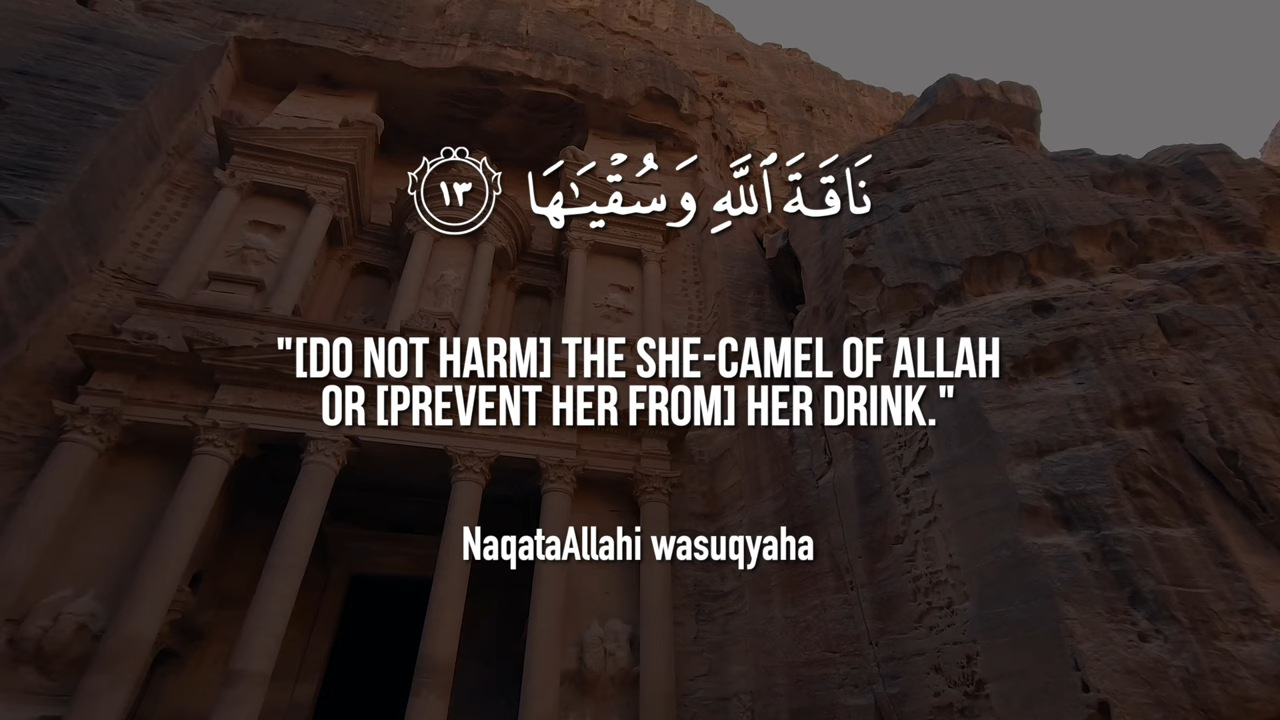 نَاقَةَ ٱللَّهِ وَسُقْيَـٰهَا ١٣
"[DO NOT HARM] THE SHE-CAMEL OF ALLAH
OR [PREVENT HER FROM] HER DRINK."
NaqataAllahi wasuqyaha